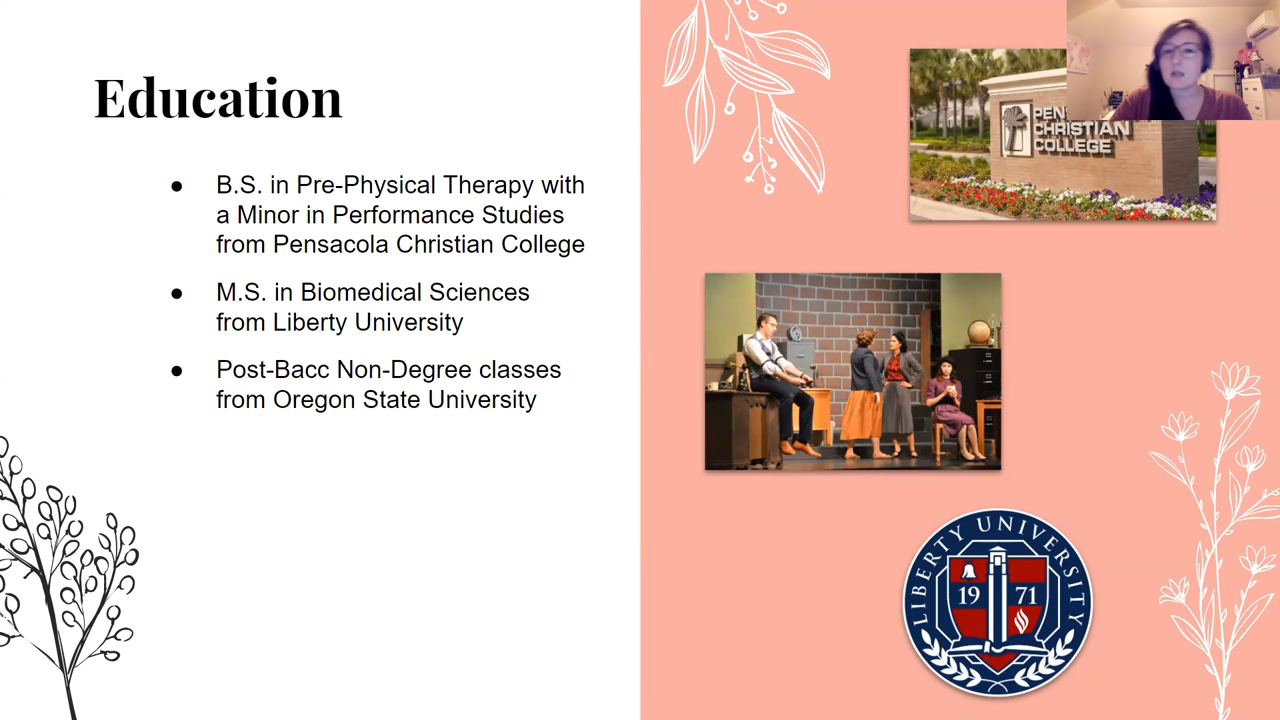 Education
● B.S. in Pre-Physical Therapy with
a Minor in Performance Studies
from Pensacola Christian College
● M.S. in Biomedical Sciences
from Liberty University
● Post-Bacc Non-Degree classes
from Oregon State University
PEN
CHRISTIAN
COLLEGE
LIBERTY UNIVERSITY
19 71